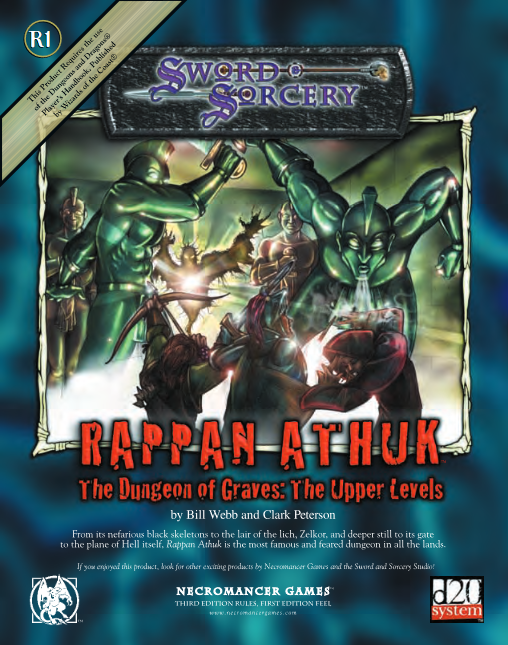 R1
This Product Requires the use
of the Dungeons and Dragons®
Player's Handbook, Published
by Wizards of the Coast®
SWORD & SORCERY
RAPPAN ATHUK
The Dungeon of Graves: The Upper Levels
by Bill Webb and Clark Peterson
From its nefarious black skeletons to the lair of the lich, Zelkor, and deeper still to its gate
to the plane of Hell itself, Rappan Athuk is the most famous and feared dungeon in all the lands.
If you enjoyed this product, look for other exciting products by Necromancer Games and the Sword and Sorcery Studio!
NECROMANCER GAMES™
THIRD EDITION RULES, FIRST EDITION FEEL
www.necromancergames.com
TM
d20
system